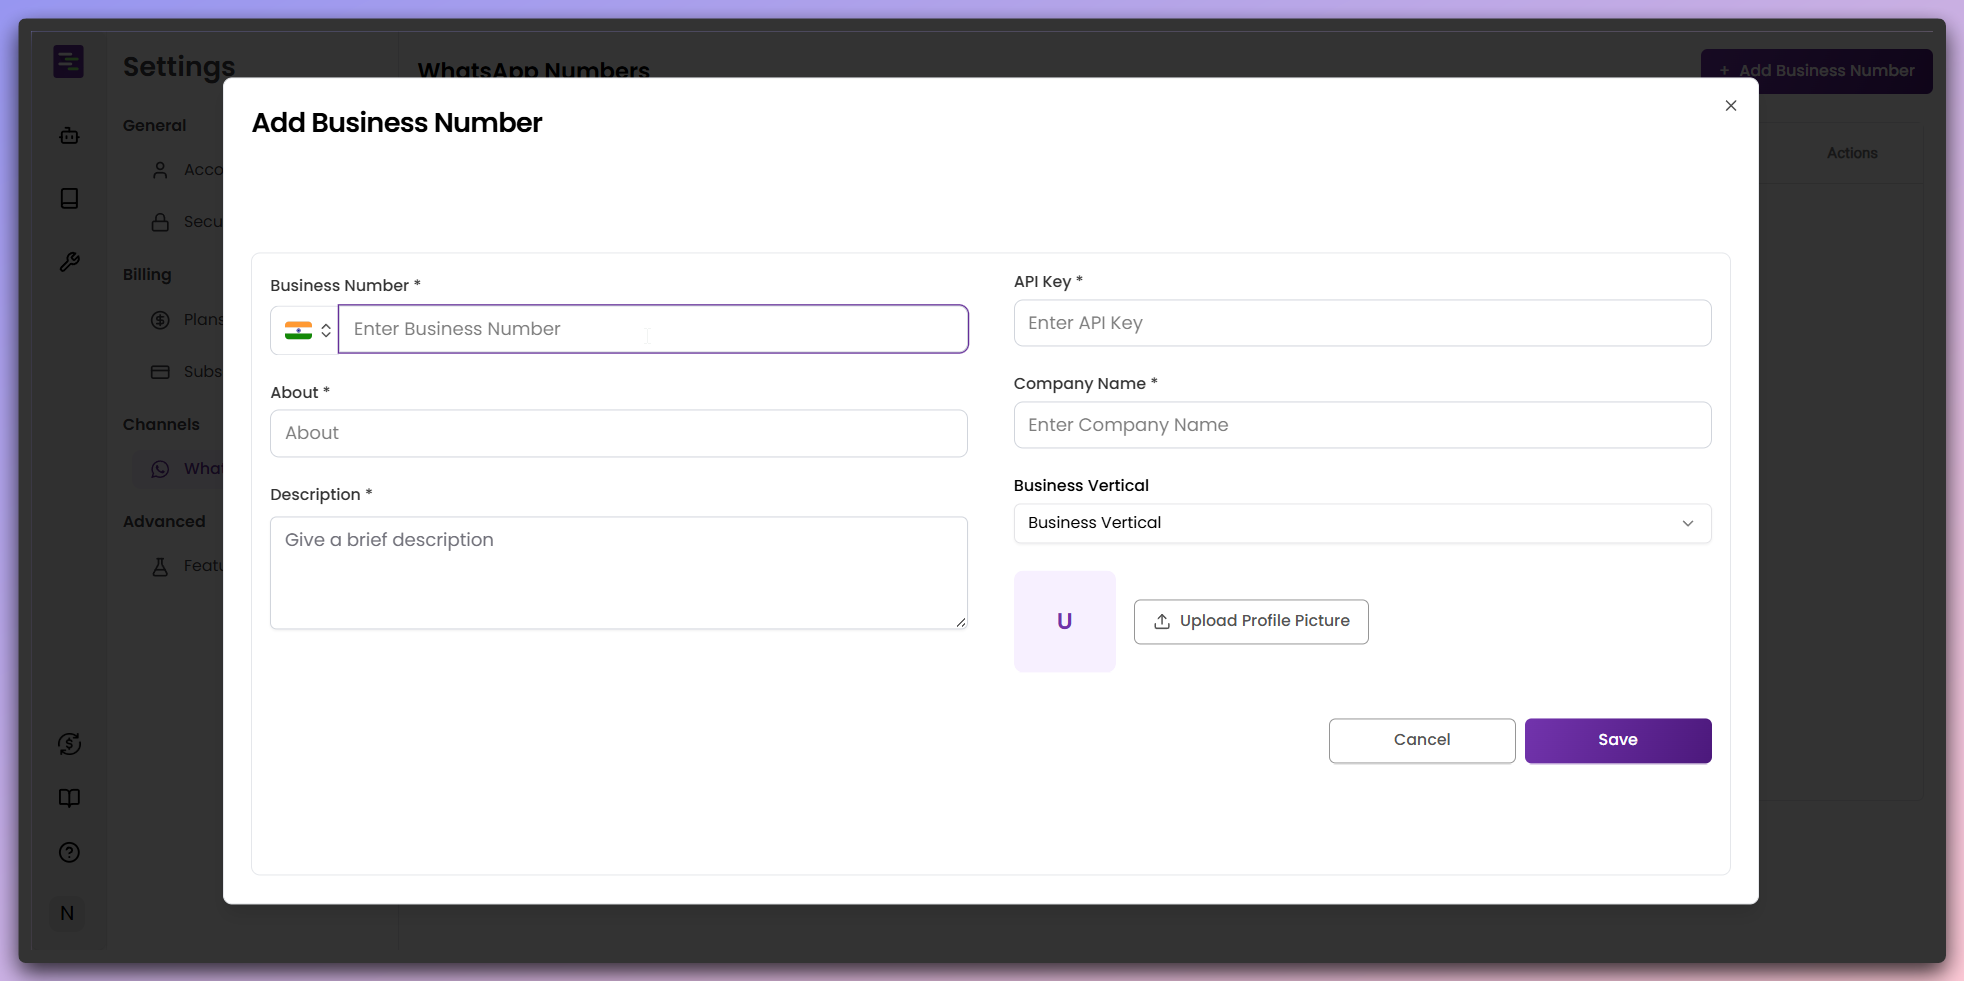 Settings
WhatsApp Numbers
+ Add Business Number
General
Acco
Secu
Billing
Plans
Subs
Channels
What
Advanced
Featu
N
Actions
Add Business Number
Business Number *
Enter Business Number
About *
About
Description *
Give a brief description
API Key *
Enter API Key
Company Name *
Enter Company Name
Business Vertical
Business Vertical
U
Upload Profile Picture
Cancel
Save